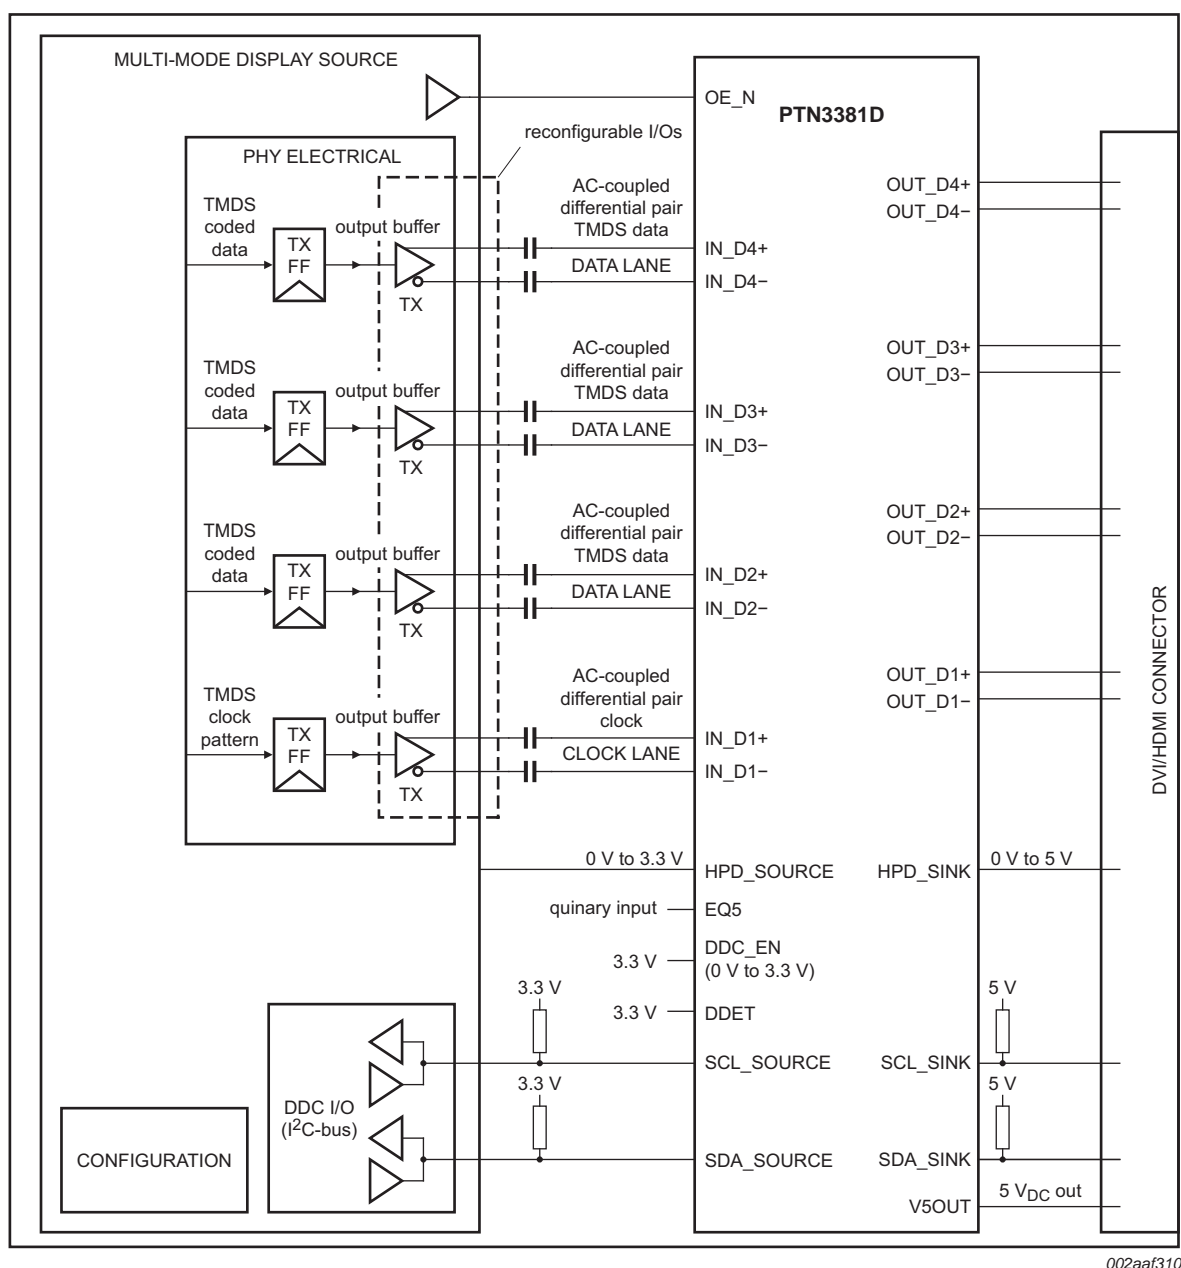 MULTI-MODE DISPLAY SOURCE
OE_N
PTN3381D
reconfigurable I/Os
PHY ELECTRICAL
TMDS
coded
data
TX
FF
output buffer
TX
AC-coupled
differential pair
TMDS data
DATA LANE
IN_D4+
IN_D4−
OUT_D4+
OUT_D4−
TMDS
coded
data
TX
FF
output buffer
TX
AC-coupled
differential pair
TMDS data
DATA LANE
IN_D3+
IN_D3−
OUT_D3+
OUT_D3−
TMDS
coded
data
TX
FF
output buffer
TX
AC-coupled
differential pair
TMDS data
DATA LANE
IN_D2+
IN_D2−
OUT_D2+
OUT_D2−
TMDS
clock
pattern
TX
FF
output buffer
TX
AC-coupled
differential pair
clock
CLOCK LANE
IN_D1+
IN_D1−
OUT_D1+
OUT_D1−
DVI/HDMI CONNECTOR
0 V to 3.3 V
HPD_SOURCE
HPD_SINK
0 V to 5 V
quinary input
EQ5
3.3 V
DDC_EN
(0 V to 3.3 V)
3.3 V
DDET
3.3 V
SCL_SOURCE
SCL_SINK
5 V
3.3 V
SDA_SOURCE
SDA_SINK
5 V
DDC I/O
(I2C-bus)
CONFIGURATION
V5OUT
5 VDC out
002aaf310